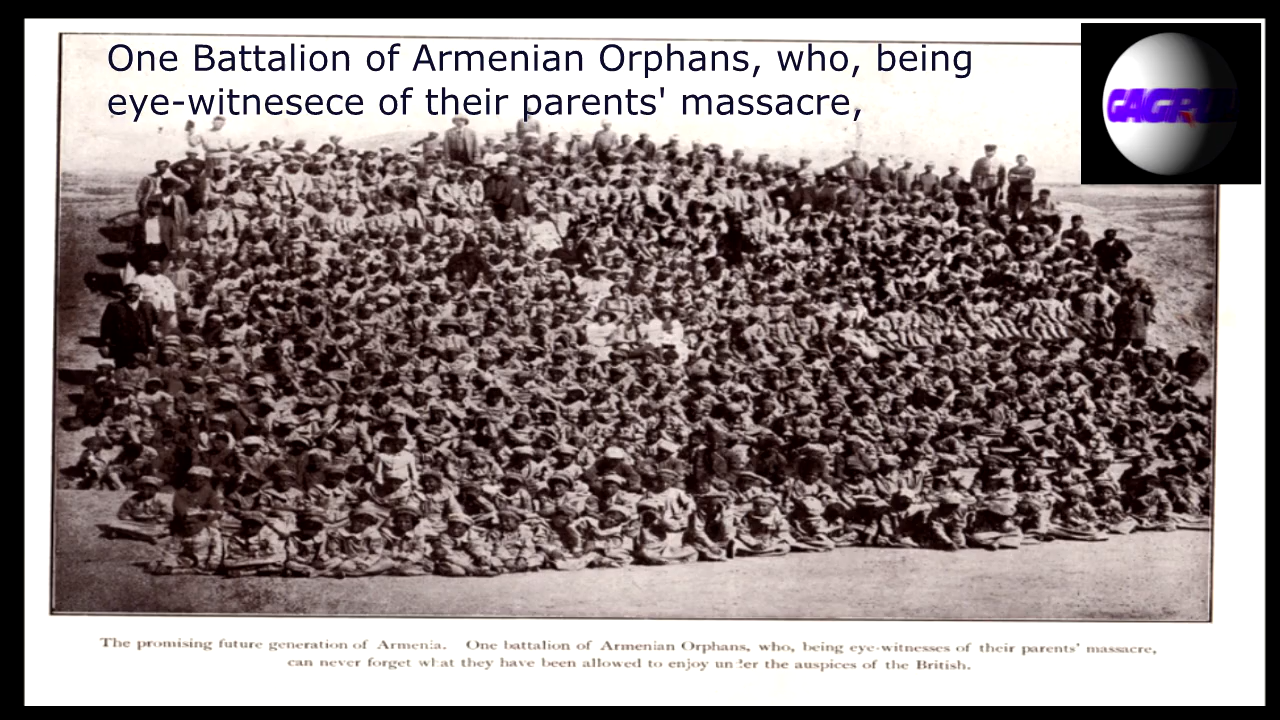 One Battalion of Armenian Orphans, who, being
eye-witnesece of their parents' massacre,
The promising future generation of Armenia. One battalion of Armenian Orphans, who, being eye-witnesses of their parents' massacre,
can never forget what they have been allowed to enjoy under the auspices of the British.